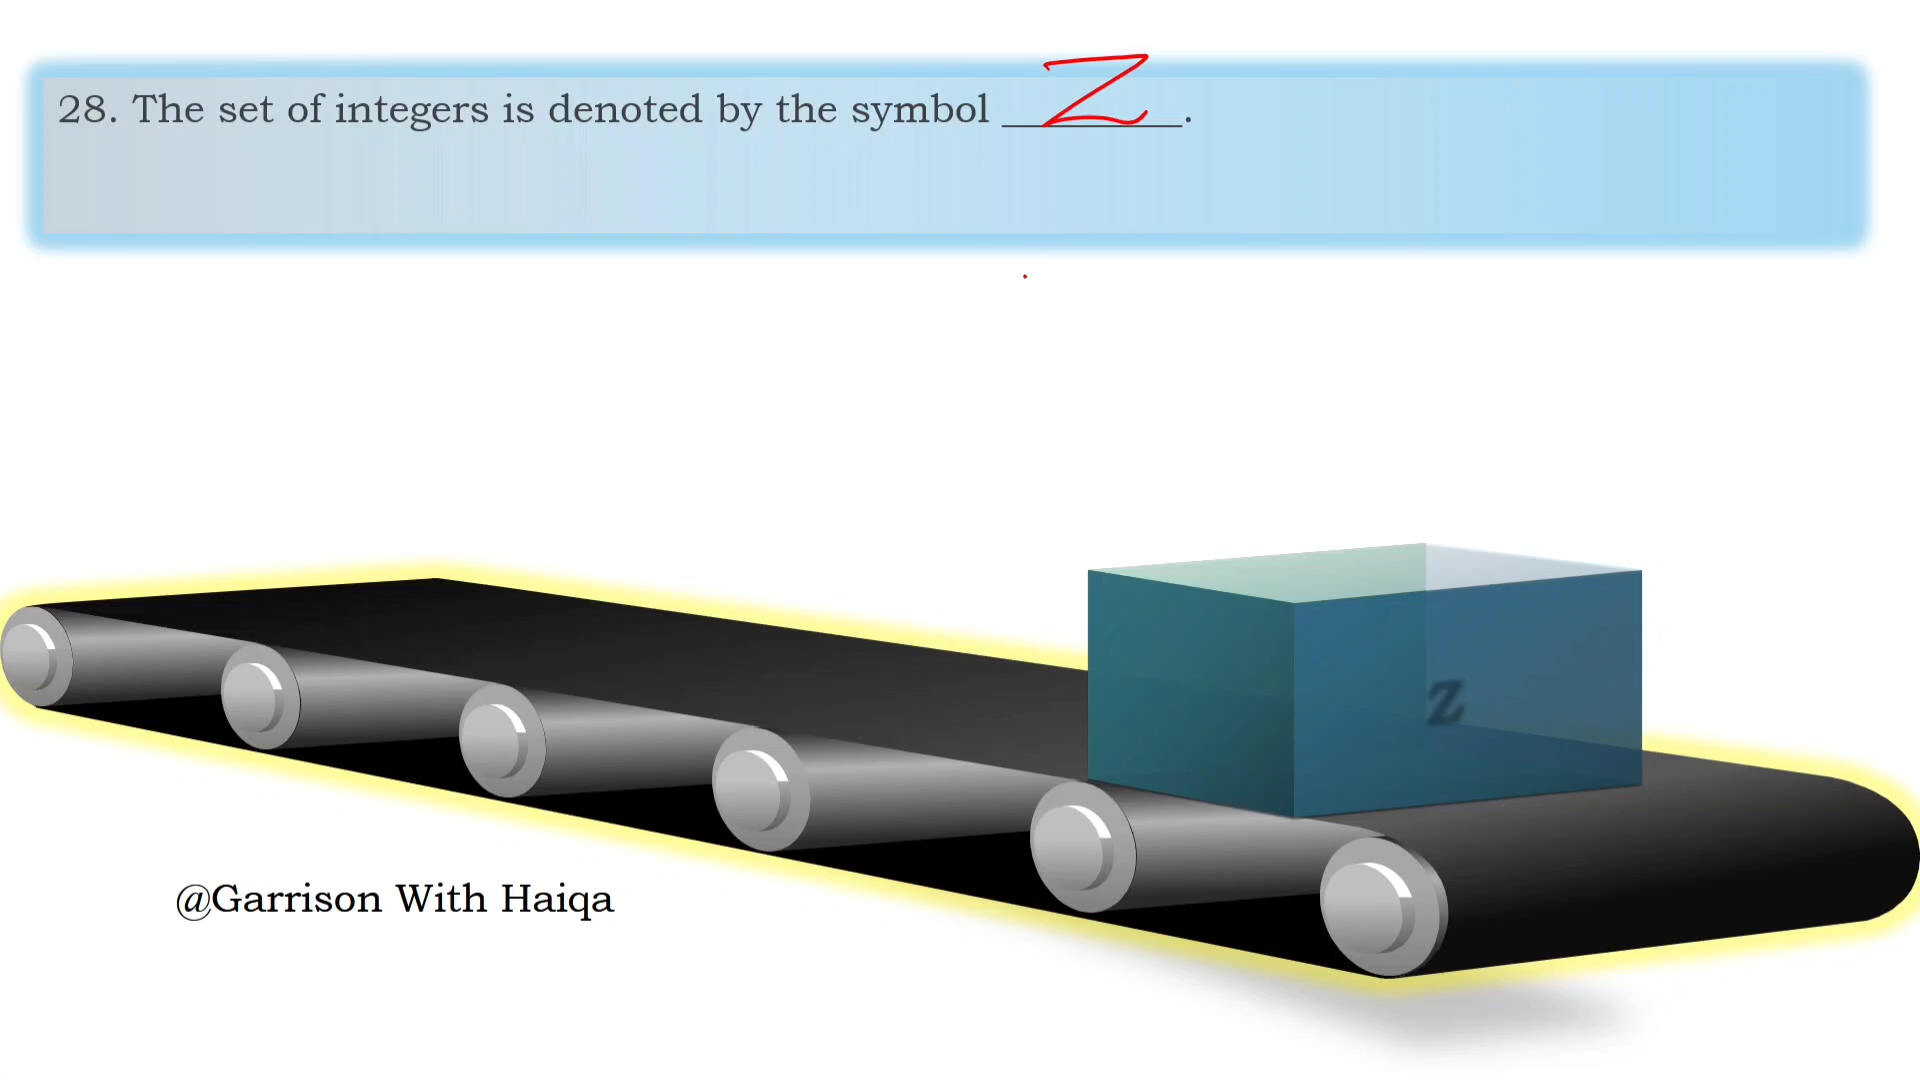 28. The set of integers is denoted by the symbol Z.
Z
@Garrison With Haiqa